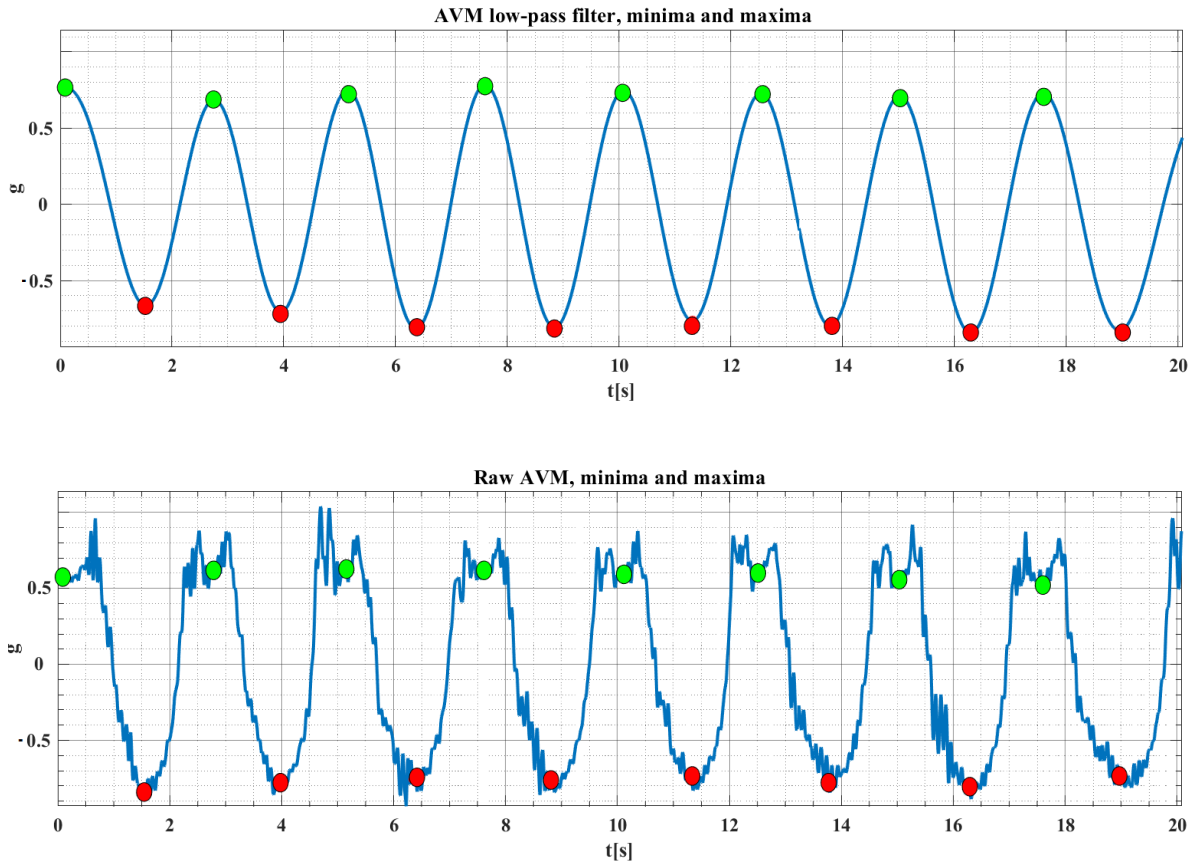 AVM low-pass filter, minima and maxima
0.5
0
-0.5
g
0 2 4 6 8 10 12 14 16 18 20
t[s]
Raw AVM, minima and maxima
0.5
0
-0.5
g
0 2 4 6 8 10 12 14 16 18 20
t[s]